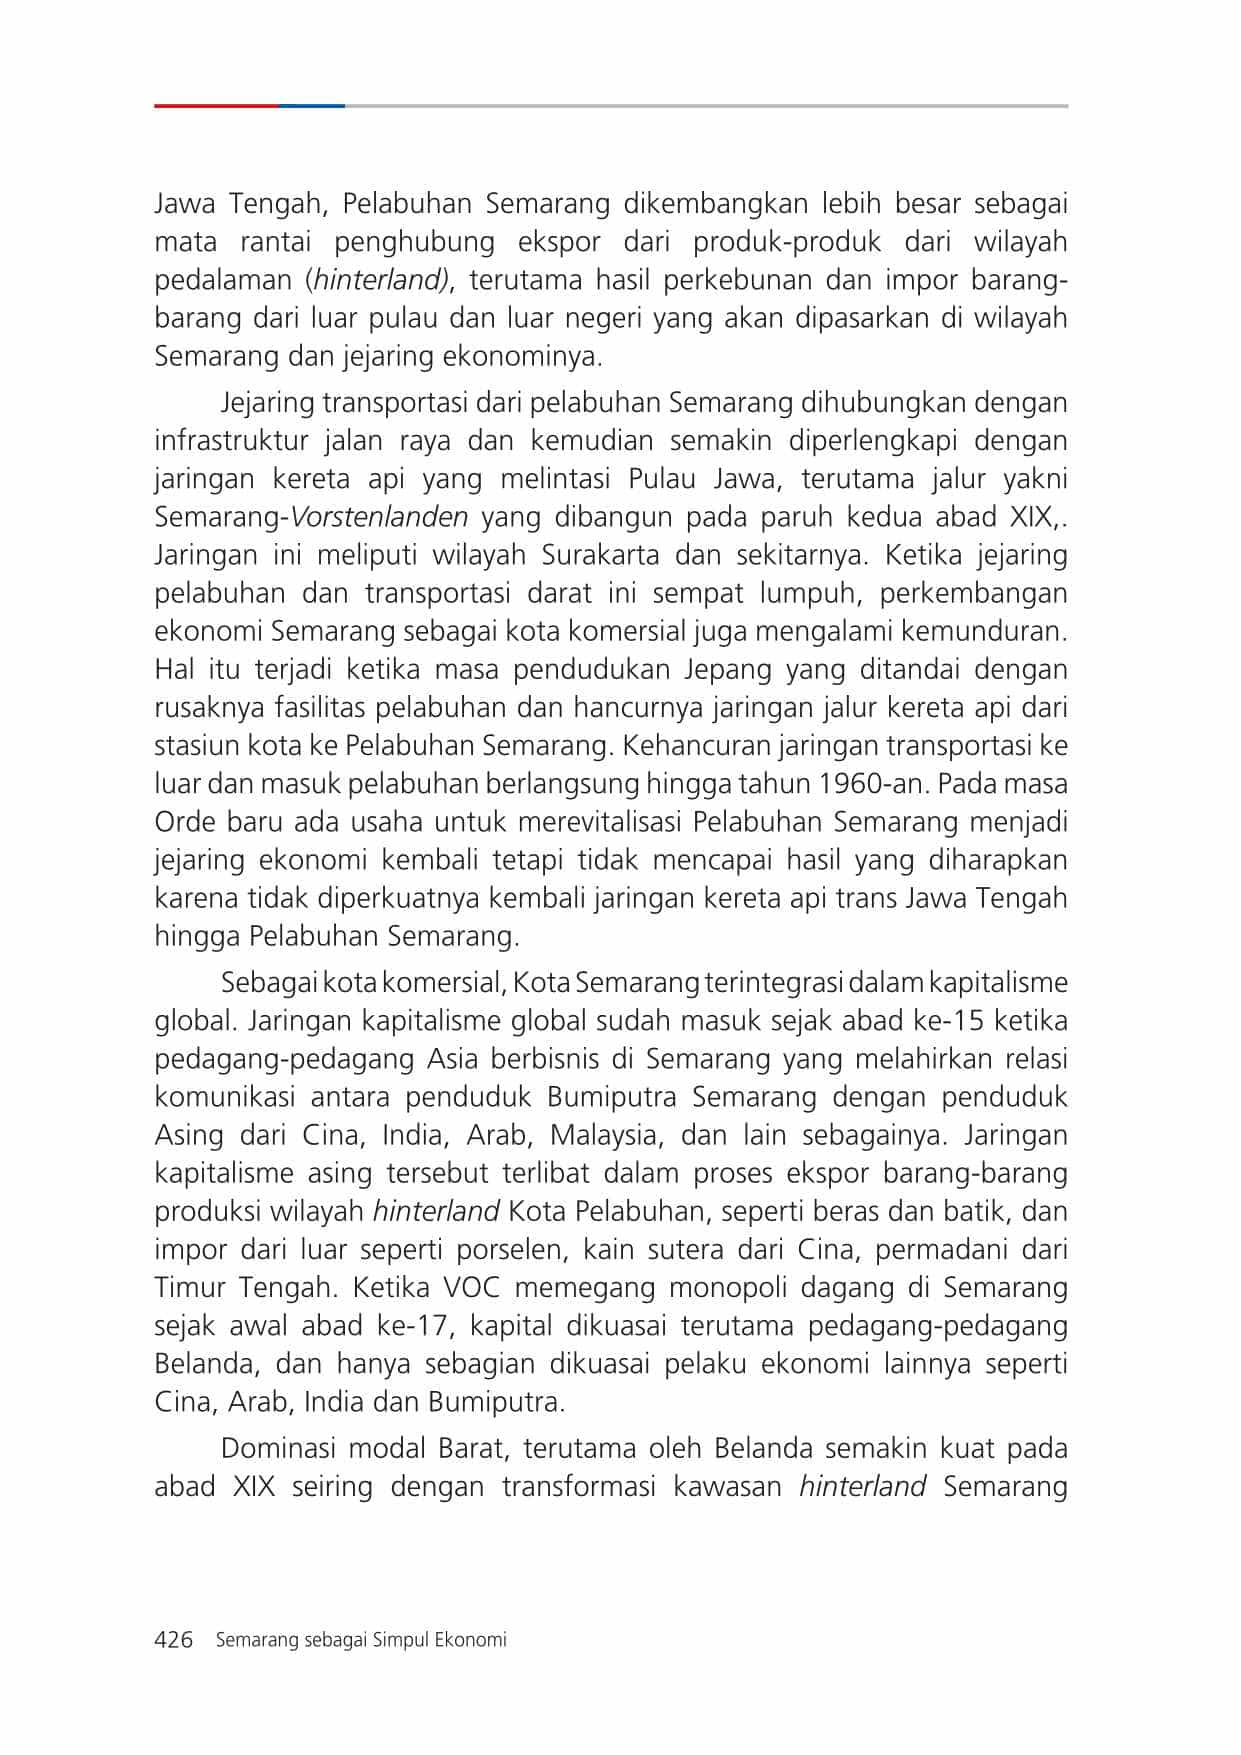 Jawa Tengah, Pelabuhan Semarang dikembangkan lebih besar sebagai
mata rantai penghubung ekspor dari produk-produk dari wilayah
pedalaman (hinterland), terutama hasil perkebunan dan impor barang-
barang dari luar pulau dan luar negeri yang akan dipasarkan di wilayah
Semarang dan jejaring ekonominya.
Jejaring transportasi dari pelabuhan Semarang dihubungkan dengan
infrastruktur jalan raya dan kemudian semakin diperlengkapi dengan
jaringan kereta api yang melintasi Pulau Jawa, terutama jalur yakni
Semarang-Vorstenlanden yang dibangun pada paruh kedua abad XIX,.
Jaringan ini meliputi wilayah Surakarta dan sekitarnya. Ketika jejaring
pelabuhan dan transportasi darat ini sempat lumpuh, perkembangan
ekonomi Semarang sebagai kota komersial juga mengalami kemunduran.
Hal itu terjadi ketika masa pendudukan Jepang yang ditandai dengan
rusaknya fasilitas pelabuhan dan hancurnya jaringan jalur kereta api dari
stasiun kota ke Pelabuhan Semarang. Kehancuran jaringan transportasi ke
luar dan masuk pelabuhan berlangsung hingga tahun 1960-an. Pada masa
Orde baru ada usaha untuk merevitalisasi Pelabuhan Semarang menjadi
jejaring ekonomi kembali tetapi tidak mencapai hasil yang diharapkan
karena tidak diperkuatnya kembali jaringan kereta api trans Jawa Tengah
hingga Pelabuhan Semarang.
Sebagai kota komersial, Kota Semarang terintegrasi dalam kapitalisme
global. Jaringan kapitalisme global sudah masuk sejak abad ke-15 ketika
pedagang-pedagang Asia berbisnis di Semarang yang melahirkan relasi
komunikasi antara penduduk Bumiputra Semarang dengan penduduk
Asing dari Cina, India, Arab, Malaysia, dan lain sebagainya. Jaringan
kapitalisme asing tersebut terlibat dalam proses ekspor barang-barang
produksi wilayah hinterland Kota Pelabuhan, seperti beras dan batik, dan
impor dari luar seperti porselen, kain sutera dari Cina, permadani dari
Timur Tengah. Ketika VOC memegang monopoli dagang di Semarang
sejak awal abad ke-17, kapital dikuasai terutama pedagang-pedagang
Belanda, dan hanya sebagian dikuasai pelaku ekonomi lainnya seperti
Cina, Arab, India dan Bumiputra.
Dominasi modal Barat, terutama oleh Belanda semakin kuat pada
abad XIX seiring dengan transformasi kawasan hinterland Semarang
426 Semarang sebagai Simpul Ekonomi